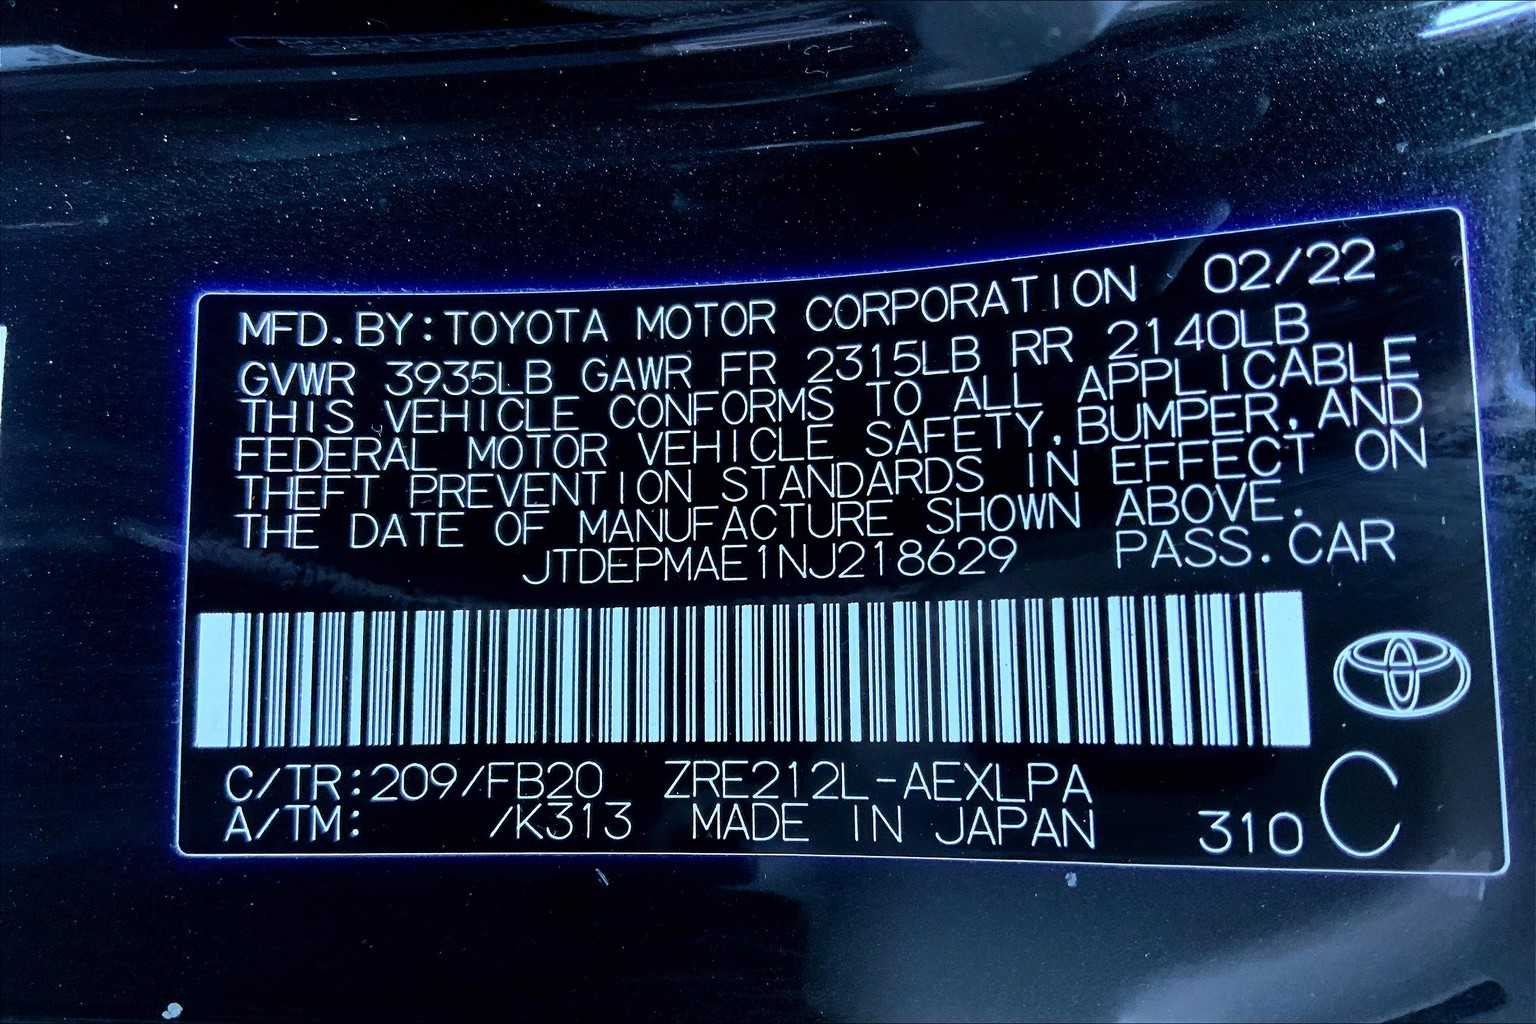 MFD.BY:TOYOTA MOTOR CORPORATION 02/22
GVWR 3935LB GAWR FR 2315LB RR 2140LB
THIS VEHICLE CONFORMS TO ALL APPLICABLE
FEDERAL MOTOR VEHICLE SAFETY,BUMPER,AND
THEFT PREVENTION STANDARDS IN EFFECT ON
THE DATE OF MANUFACTURE SHOWN ABOVE.
JTDEPMAE1NJ218629 PASS.CAR
C/TR:209/FB20 ZRE212L-AEXLPA
A/TM: /K313 MADE IN JAPAN 310 C